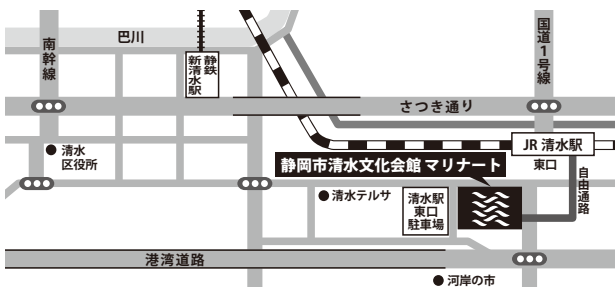 巴川
南幹線
静鉄
新清水駅
国道1号線
さつき通り
JR 清水駅
東口
清水
区役所
静岡市清水文化会館 マリナート
自由通路
清水テルサ
清水駅
東口
駐車場
港湾道路
河岸の市